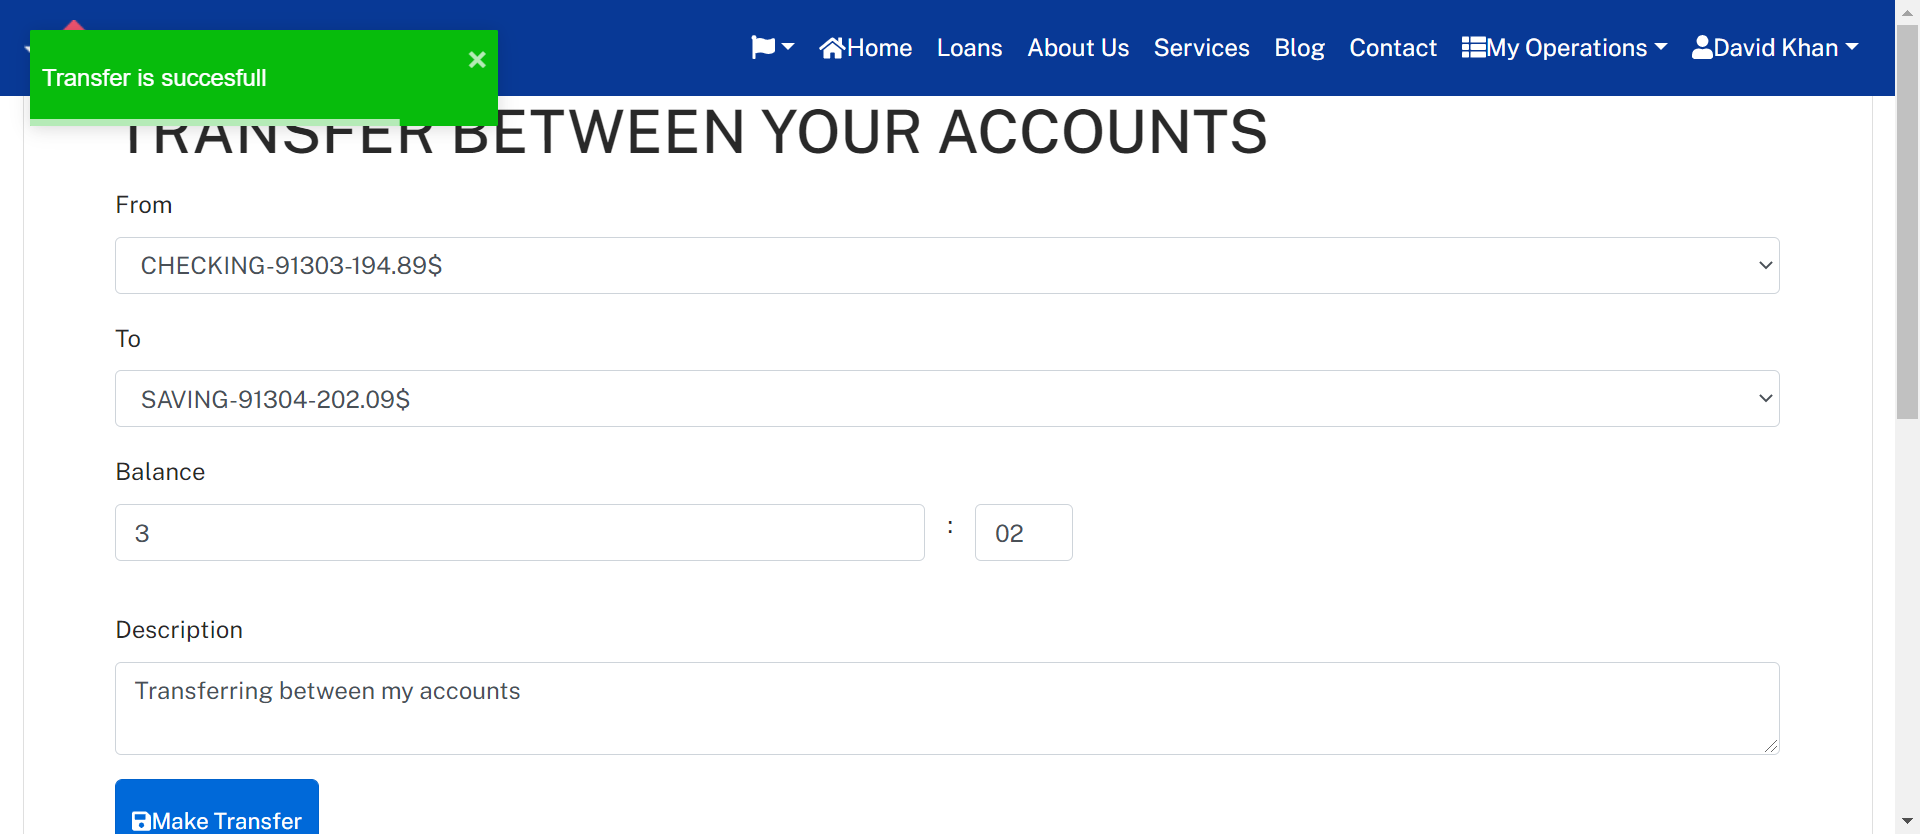 Home Loans About Us Services Blog Contact My Operations David Khan
Transfer is succesfull ×
TRANSFER BETWEEN YOUR ACCOUNTS
From
CHECKING-91303-194.89$
To
SAVING-91304-202.09$
Balance
3 : 02
Description
Transferring between my accounts
Make Transfer